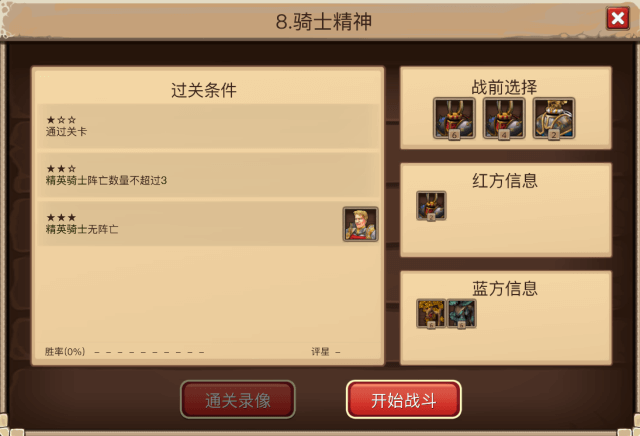 8.骑士精神
过关条件
★☆☆
通过关卡
★★☆
精英骑士阵亡数量不超过3
★★★
精英骑士无阵亡
胜率(0%) － － － － － － － － － －
评星 －
战前选择
6 4 2
红方信息
蓝方信息
通关录像
开始战斗